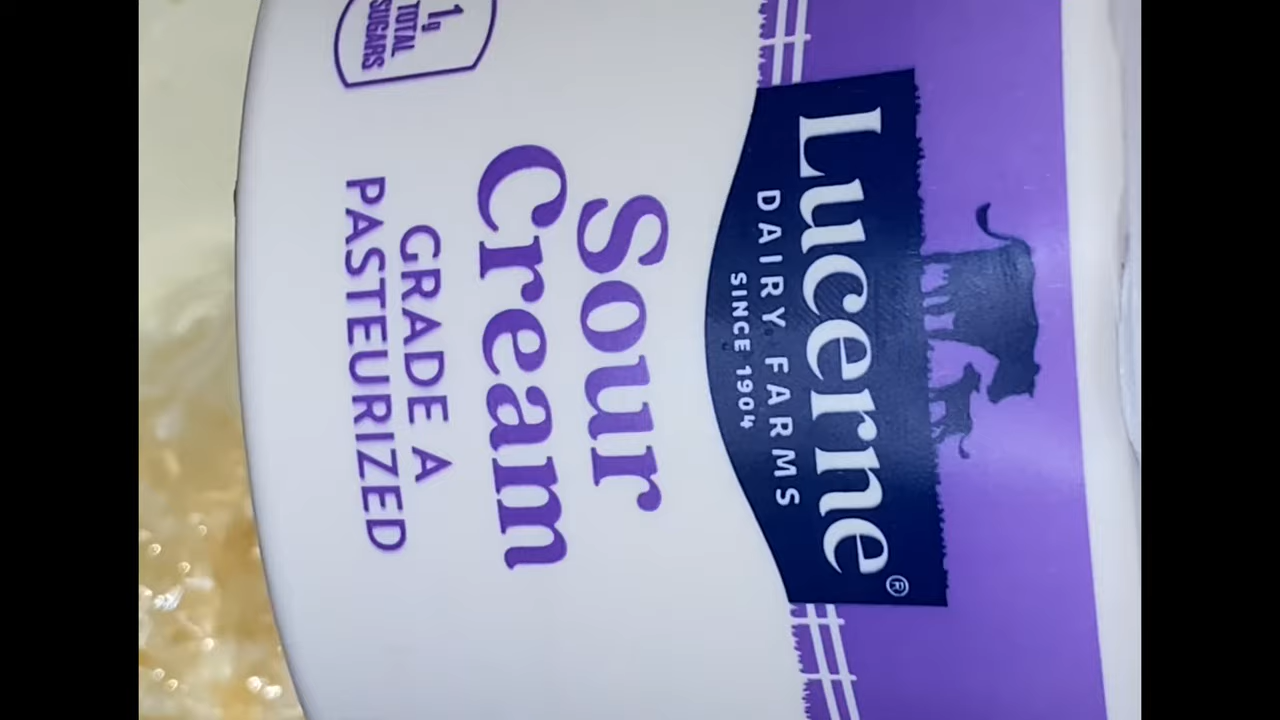 Lucerne®
DAIRY FARMS
SINCE 1904
Sour
Cream
GRADE A
PASTEURIZED
1g
TOTAL
SUGARS